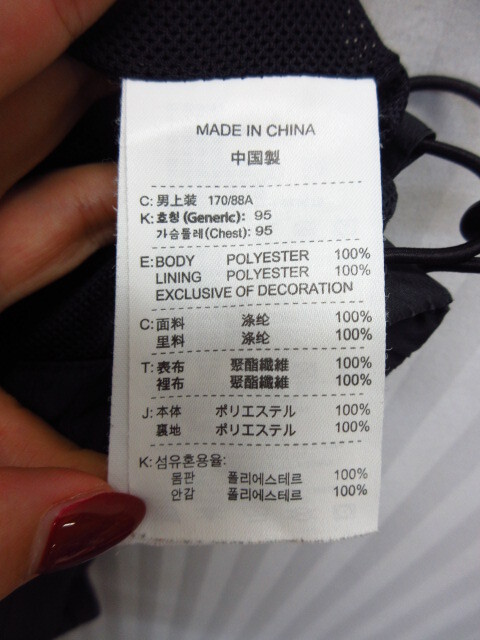 MADE IN CHINA
中国製
C: 男上装 170/88A
K: 호칭 (Generic): 95
가슴둘레(Chest): 95
E: BODY POLYESTER 100%
LINING POLYESTER 100%
EXCLUSIVE OF DECORATION
C: 面料 涤纶 100%
里料 涤纶 100%
T: 表布 聚酯纖維 100%
裡布 聚酯纖維 100%
J: 本体 ポリエステル 100%
裏地 ポリエステル 100%
K: 섬유혼용율:
몸판 폴리에스테르 100%
안감 폴리에스테르 100%